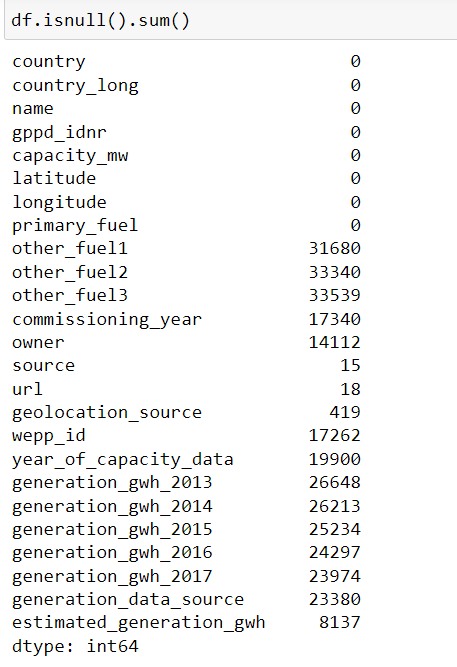 df.isnull().sum()
country 0
country_long 0
name 0
gppd_idnr 0
capacity_mw 0
latitude 0
longitude 0
primary_fuel 0
other_fuel1 31680
other_fuel2 33340
other_fuel3 33539
commissioning_year 17340
owner 14112
source 15
url 18
geolocation_source 419
wepp_id 17262
year_of_capacity_data 19900
generation_gwh_2013 26648
generation_gwh_2014 26213
generation_gwh_2015 25234
generation_gwh_2016 24297
generation_gwh_2017 23974
generation_data_source 23380
estimated_generation_gwh 8137
dtype: int64